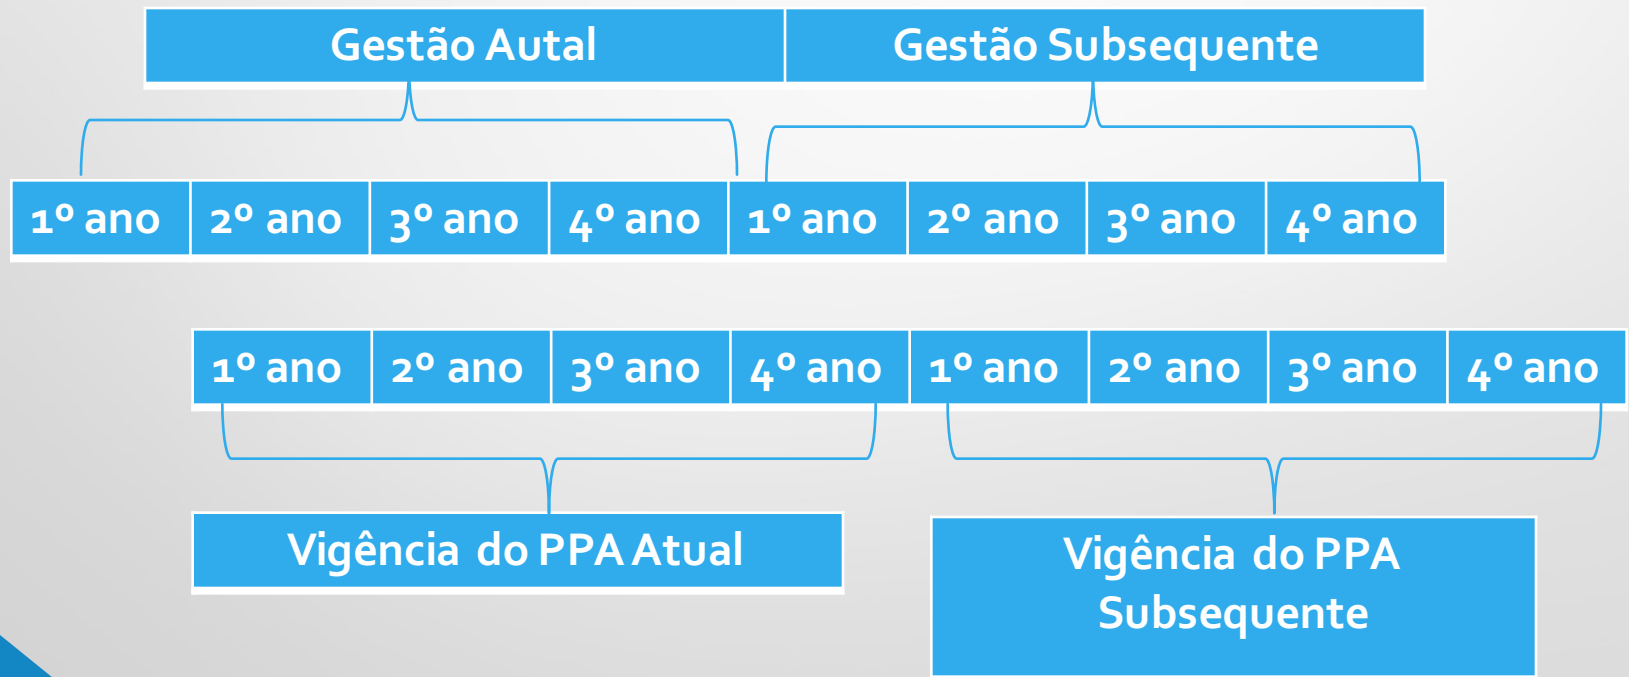 Gestão Autal
Gestão Subsequente
1º ano 2º ano 3º ano 4º ano 1º ano 2º ano 3º ano 4º ano
1º ano 2º ano 3º ano 4º ano 1º ano 2º ano 3º ano 4º ano
Vigência do PPA Atual
Vigência do PPA
Subsequente